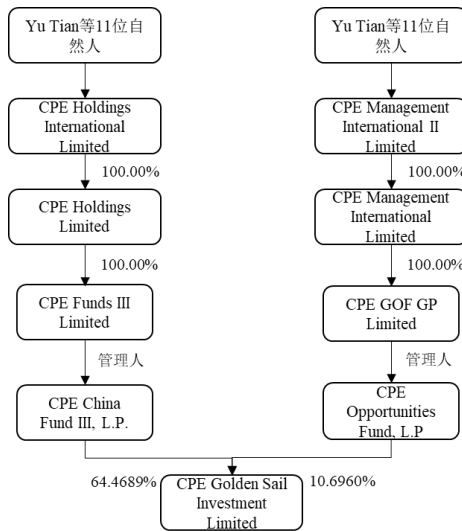 Yu Tian等11位自
然人
Yu Tian等11位自
然人
CPE Holdings
International
Limited
CPE Management
International II
Limited
100.00%
100.00%
CPE Holdings
Limited
CPE Management
International
Limited
100.00%
100.00%
CPE Funds III
Limited
CPE GOF GP
Limited
管理人
管理人
CPE China
Fund III, L.P.
CPE
Opportunities
Fund, L.P
64.4689%
CPE Golden Sail
Investment
Limited
10.6960%